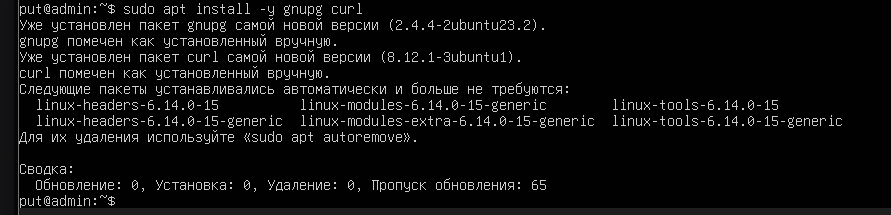 put@admin:~$ sudo apt install -y gnupg curl
Уже установлен пакет gnupg самой новой версии (2.4.4-2ubuntu23.2).
gnupg помечен как установленный вручную.
Уже установлен пакет curl самой новой версии (8.12.1-3ubuntu1).
curl помечен как установленный вручную.
Следующие пакеты устанавливались автоматически и больше не требуются:
  linux-headers-6.14.0-15          linux-modules-6.14.0-15-generic        linux-tools-6.14.0-15
  linux-headers-6.14.0-15-generic  linux-modules-extra-6.14.0-15-generic  linux-tools-6.14.0-15-generic
Для их удаления используйте «sudo apt autoremove».

Сводка:
  Обновление: 0, Установка: 0, Удаление: 0, Пропуск обновления: 65
put@admin:~$